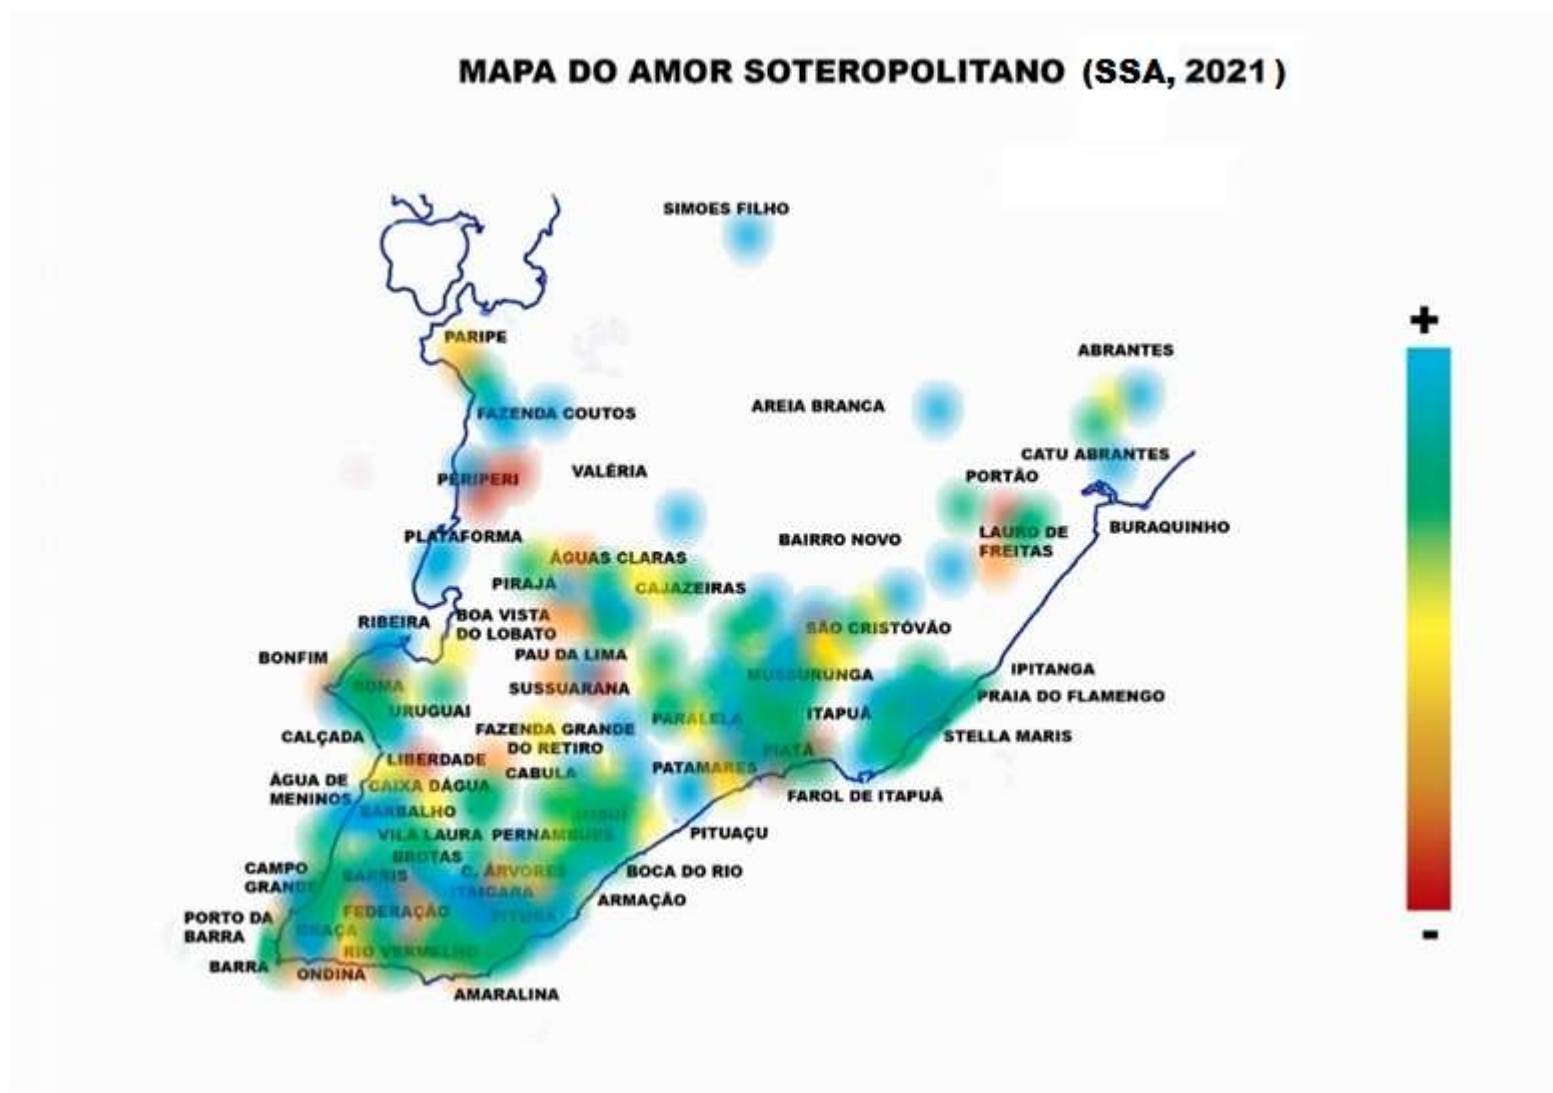 MAPA DO AMOR SOTEROPOLITANO (SSA, 2021)
SIMOES FILHO
+
PARIPE
ABRANTES
AREIA BRANCA
FAZENDA COUTOS
CATU ABRANTES
VALÉRIA
PORTÃO
PERIPERI
BURAQUINHO
PLATAFORMA
LAURO DE
FREITAS
BAIRRO NOVO
ÁGUAS CLARAS
PIRAJÁ
CAJAZEIRAS
BOA VISTA
DO LOBATO
RIBEIRA
SÃO CRISTÓVÃO
BONFIM
PAU DA LIMA
IPITANGA
MUSSURUNGA
ROMA
SUSSUARANA
PRAIA DO FLAMENGO
URUGUAI
ITAPUÃ
PARALELA
FAZENDA GRANDE
DO RETIRO
CALÇADA
STELLA MARIS
PIATÃ
LIBERDADE
CABULA
PATAMARES
ÁGUA DE
MENINOS
CAIXA DÁGUA
FAROL DE ITAPUÃ
BARBALHO
IMBUÍ
VILA LAURA
PERNAMBUÉS
PITUAÇU
BROTAS
CAMPO
GRANDE
BARRIS
C. ÁRVORES
BOCA DO RIO
ITAIGARA
ARMAÇÃO
FEDERAÇÃO
PITUBA
PORTO DA
BARRA
GRAÇA
-
RIO VERMELHO
BARRA
ONDINA
AMARALINA